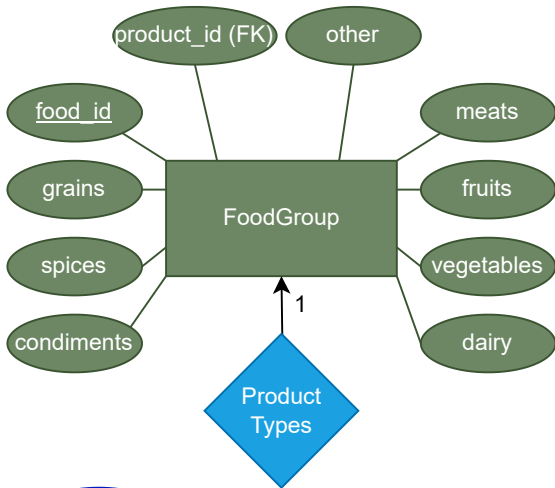 product_id (FK)
other
food_id
meats
grains
fruits
FoodGroup
spices
vegetables
condiments
dairy
1
Product
Types